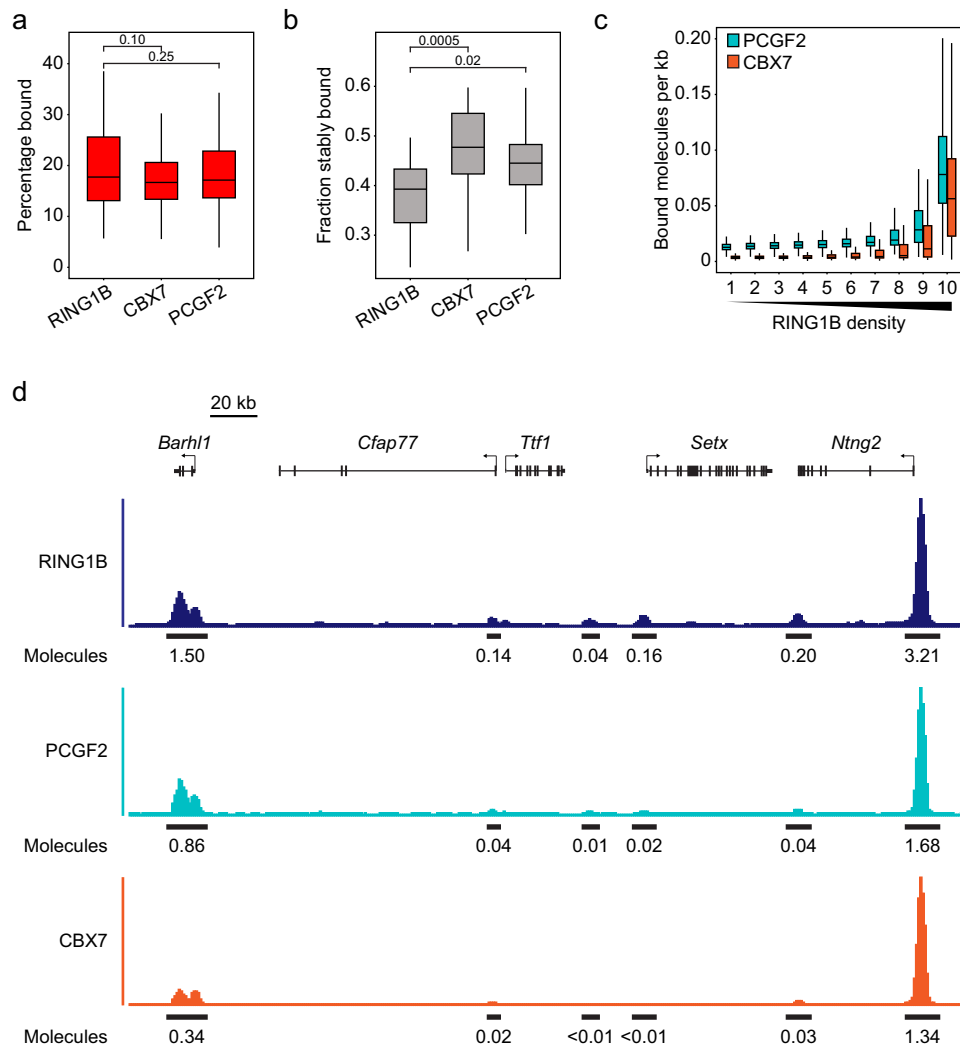 a
Percentage bound
40
30
20
10
0
0.10
0.25
RING1B
CBX7
PCGF2
b
Fraction stably bound
0.6
0.5
0.4
0.3
0.0005
0.02
RING1B
CBX7
PCGF2
c
Bound molecules per kb
0.20
0.15
0.10
0.05
0
PCGF2
CBX7
1 2 3 4 5 6 7 8 9 10
RING1B density
d
20 kb
Barhl1 Cfap77 Ttf1 Setx Ntng2
RING1B
Molecules 1.50 0.14 0.04 0.16 0.20 3.21
PCGF2
Molecules 0.86 0.04 0.01 0.02 0.04 1.68
CBX7
Molecules 0.34 0.02 <0.01 <0.01 0.03 1.34